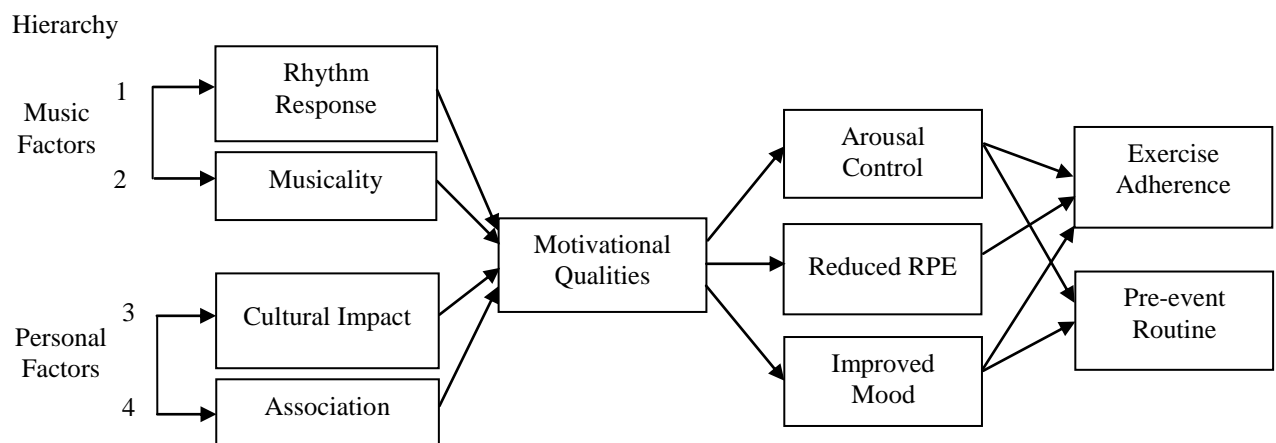 Hierarchy
1
Music
Factors
2
Rhythm
Response
Musicality
3
Personal
Factors
4
Cultural Impact
Association
Motivational
Qualities
Arousal
Control
Reduced RPE
Improved
Mood
Exercise
Adherence
Pre-event
Routine